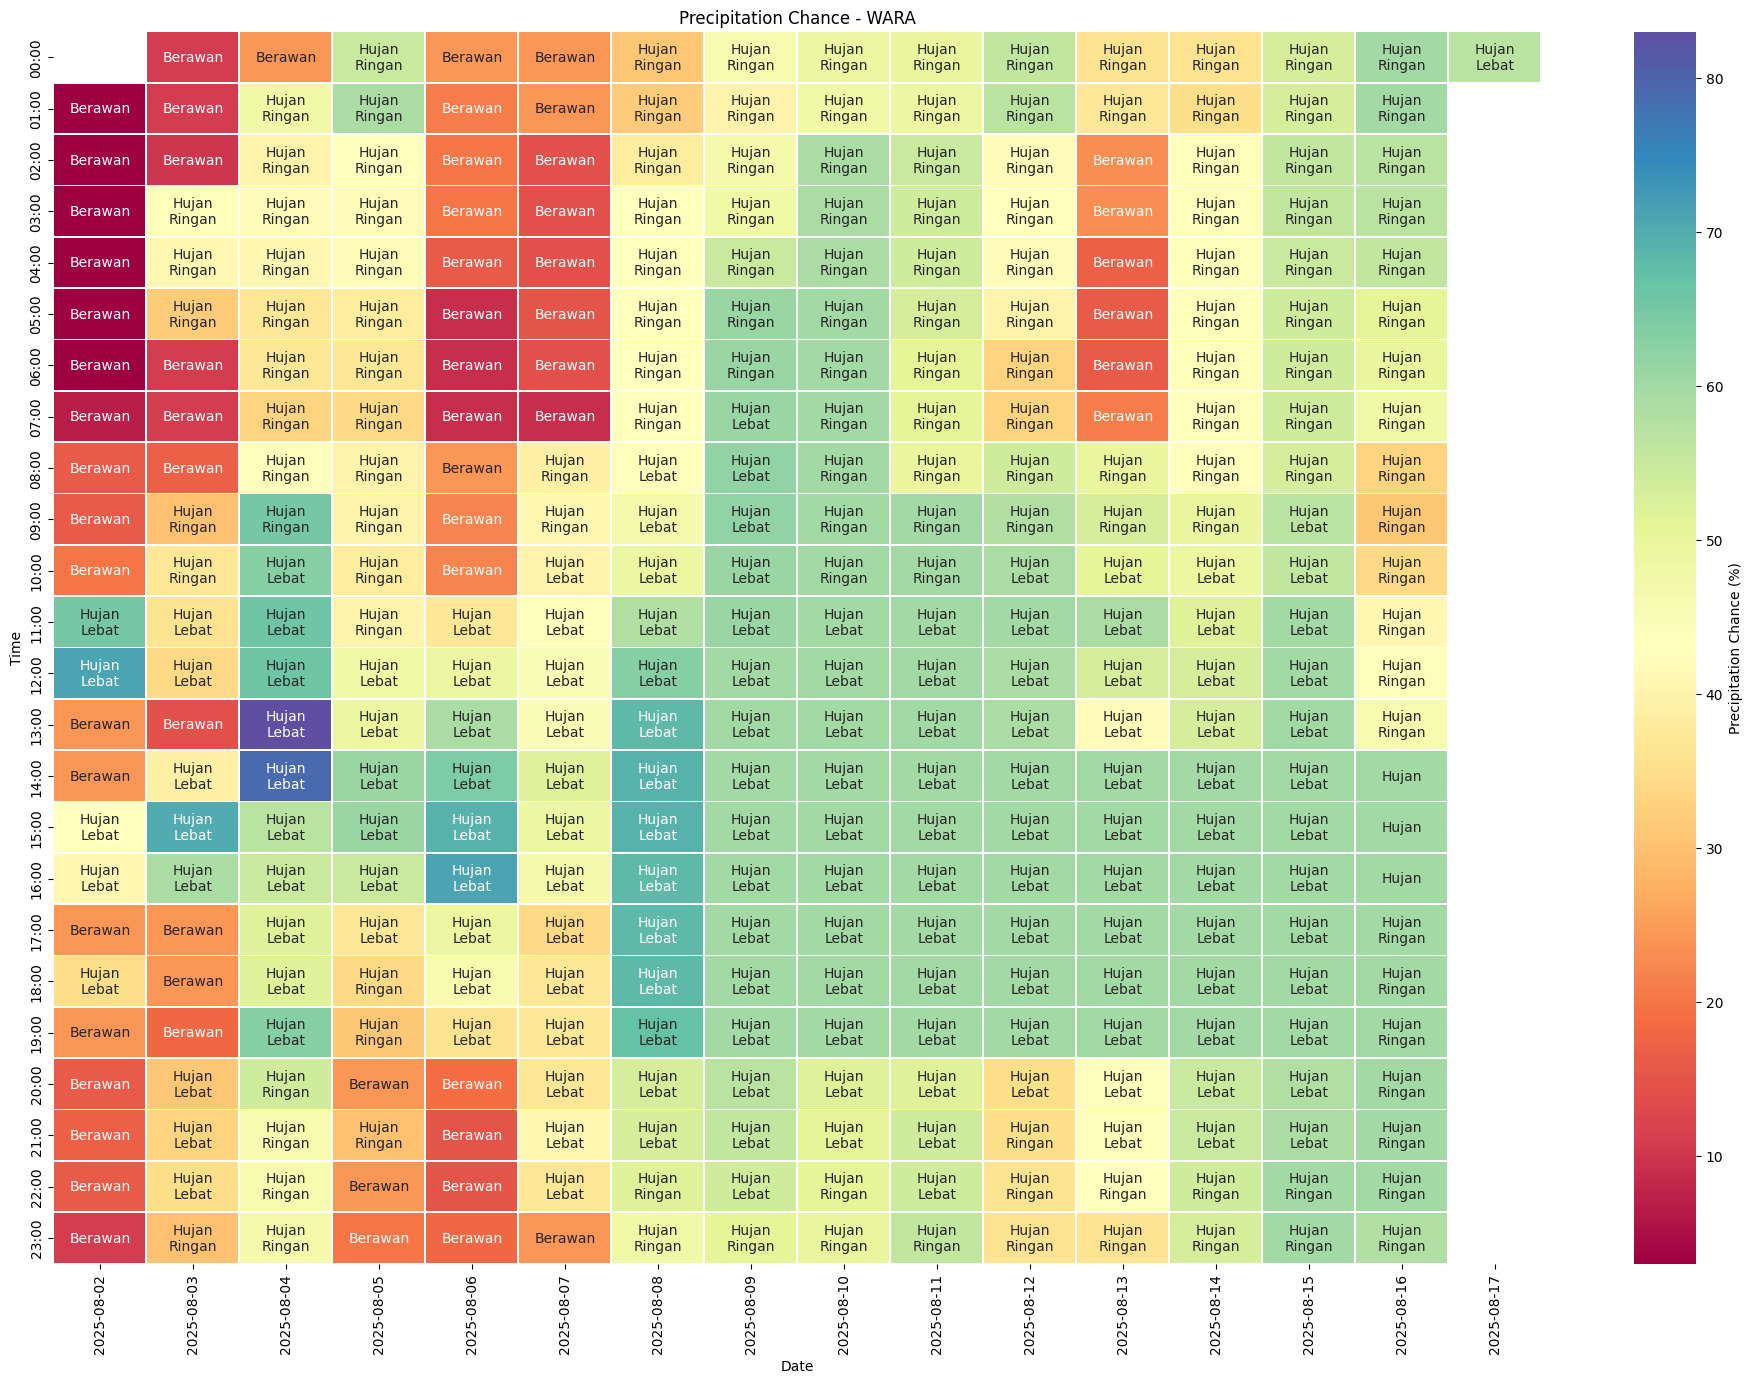 Precipitation Chance - WARA
00:00 Berawan Berawan Hujan Ringan Berawan Berawan Hujan Ringan Hujan Ringan Hujan Ringan Hujan Ringan Hujan Ringan Hujan Ringan Hujan Ringan Hujan Ringan Hujan Ringan Hujan Lebat
01:00 Berawan Berawan Hujan Ringan Hujan Ringan Berawan Berawan Hujan Ringan Hujan Ringan Hujan Ringan Hujan Ringan Hujan Ringan Hujan Ringan Hujan Ringan Hujan Ringan Hujan Ringan
02:00 Berawan Berawan Hujan Ringan Hujan Ringan Berawan Berawan Hujan Ringan Hujan Ringan Hujan Ringan Hujan Ringan Hujan Ringan Berawan Hujan Ringan Hujan Ringan Hujan Ringan
03:00 Berawan Hujan Ringan Hujan Ringan Hujan Ringan Berawan Berawan Hujan Ringan Hujan Ringan Hujan Ringan Hujan Ringan Hujan Ringan Berawan Hujan Ringan Hujan Ringan Hujan Ringan
04:00 Berawan Hujan Ringan Hujan Ringan Hujan Ringan Berawan Berawan Hujan Ringan Hujan Ringan Hujan Ringan Hujan Ringan Hujan Ringan Berawan Hujan Ringan Hujan Ringan Hujan Ringan
05:00 Berawan Hujan Ringan Hujan Ringan Hujan Ringan Berawan Berawan Hujan Ringan Hujan Ringan Hujan Ringan Hujan Ringan Hujan Ringan Berawan Hujan Ringan Hujan Ringan Hujan Ringan
06:00 Berawan Berawan Hujan Ringan Hujan Ringan Berawan Berawan Hujan Ringan Hujan Ringan Hujan Ringan Hujan Ringan Hujan Ringan Berawan Hujan Ringan Hujan Ringan Hujan Ringan
07:00 Berawan Berawan Hujan Ringan Hujan Ringan Berawan Berawan Hujan Ringan Hujan Lebat Hujan Ringan Hujan Ringan Hujan Ringan Berawan Hujan Ringan Hujan Ringan Hujan Ringan
08:00 Berawan Berawan Hujan Ringan Hujan Ringan Berawan Hujan Ringan Hujan Lebat Hujan Lebat Hujan Ringan Hujan Ringan Hujan Ringan Hujan Ringan Hujan Ringan Hujan Ringan Hujan Ringan
09:00 Berawan Hujan Ringan Hujan Ringan Hujan Ringan Berawan Hujan Ringan Hujan Lebat Hujan Lebat Hujan Ringan Hujan Ringan Hujan Ringan Hujan Ringan Hujan Ringan Hujan Lebat Hujan Ringan
10:00 Berawan Hujan Ringan Hujan Lebat Hujan Ringan Berawan Hujan Lebat Hujan Lebat Hujan Lebat Hujan Ringan Hujan Ringan Hujan Lebat Hujan Lebat Hujan Lebat Hujan Lebat Hujan Ringan
11:00 Hujan Lebat Hujan Lebat Hujan Lebat Hujan Ringan Hujan Lebat Hujan Lebat Hujan Lebat Hujan Lebat Hujan Lebat Hujan Lebat Hujan Lebat Hujan Lebat Hujan Lebat Hujan Lebat Hujan Ringan
12:00 Hujan Lebat Hujan Lebat Hujan Lebat Hujan Lebat Hujan Lebat Hujan Lebat Hujan Lebat Hujan Lebat Hujan Lebat Hujan Lebat Hujan Lebat Hujan Lebat Hujan Lebat Hujan Lebat Hujan Ringan
13:00 Berawan Berawan Hujan Lebat Hujan Lebat Hujan Lebat Hujan Lebat Hujan Lebat Hujan Lebat Hujan Lebat Hujan Lebat Hujan Lebat Hujan Lebat Hujan Lebat Hujan Lebat Hujan Ringan
14:00 Berawan Hujan Lebat Hujan Lebat Hujan Lebat Hujan Lebat Hujan Lebat Hujan Lebat Hujan Lebat Hujan Lebat Hujan Lebat Hujan Lebat Hujan Lebat Hujan Lebat Hujan Lebat Hujan
15:00 Hujan Lebat Hujan Lebat Hujan Lebat Hujan Lebat Hujan Lebat Hujan Lebat Hujan Lebat Hujan Lebat Hujan Lebat Hujan Lebat Hujan Lebat Hujan Lebat Hujan Lebat Hujan Lebat Hujan
16:00 Hujan Lebat Hujan Lebat Hujan Lebat Hujan Lebat Hujan Lebat Hujan Lebat Hujan Lebat Hujan Lebat Hujan Lebat Hujan Lebat Hujan Lebat Hujan Lebat Hujan Lebat Hujan Lebat Hujan
17:00 Berawan Berawan Hujan Lebat Hujan Lebat Hujan Lebat Hujan Lebat Hujan Lebat Hujan Lebat Hujan Lebat Hujan Lebat Hujan Lebat Hujan Lebat Hujan Lebat Hujan Lebat Hujan Ringan
18:00 Hujan Lebat Berawan Hujan Lebat Hujan Ringan Hujan Lebat Hujan Lebat Hujan Lebat Hujan Lebat Hujan Lebat Hujan Lebat Hujan Lebat Hujan Lebat Hujan Lebat Hujan Lebat Hujan Ringan
19:00 Berawan Berawan Hujan Lebat Hujan Ringan Hujan Lebat Hujan Lebat Hujan Lebat Hujan Lebat Hujan Lebat Hujan Lebat Hujan Lebat Hujan Lebat Hujan Lebat Hujan Lebat Hujan Ringan
20:00 Berawan Hujan Lebat Hujan Ringan Berawan Berawan Hujan Lebat Hujan Lebat Hujan Lebat Hujan Lebat Hujan Lebat Hujan Lebat Hujan Lebat Hujan Lebat Hujan Lebat Hujan Ringan
21:00 Berawan Hujan Lebat Hujan Ringan Hujan Ringan Berawan Hujan Lebat Hujan Lebat Hujan Lebat Hujan Lebat Hujan Lebat Hujan Ringan Hujan Lebat Hujan Lebat Hujan Lebat Hujan Ringan
22:00 Berawan Hujan Lebat Hujan Ringan Berawan Berawan Hujan Lebat Hujan Ringan Hujan Lebat Hujan Ringan Hujan Lebat Hujan Ringan Hujan Ringan Hujan Ringan Hujan Ringan Hujan Ringan
23:00 Berawan Hujan Ringan Hujan Ringan Berawan Berawan Berawan Hujan Ringan Hujan Ringan Hujan Ringan Hujan Ringan Hujan Ringan Hujan Ringan Hujan Ringan Hujan Ringan Hujan Ringan
Time
2025-08-02 2025-08-03 2025-08-04 2025-08-05 2025-08-06 2025-08-07 2025-08-08 2025-08-09 2025-08-10 2025-08-11 2025-08-12 2025-08-13 2025-08-14 2025-08-15 2025-08-16 2025-08-17
Date
80
70
60
50
40
30
20
10
Precipitation Chance (%)